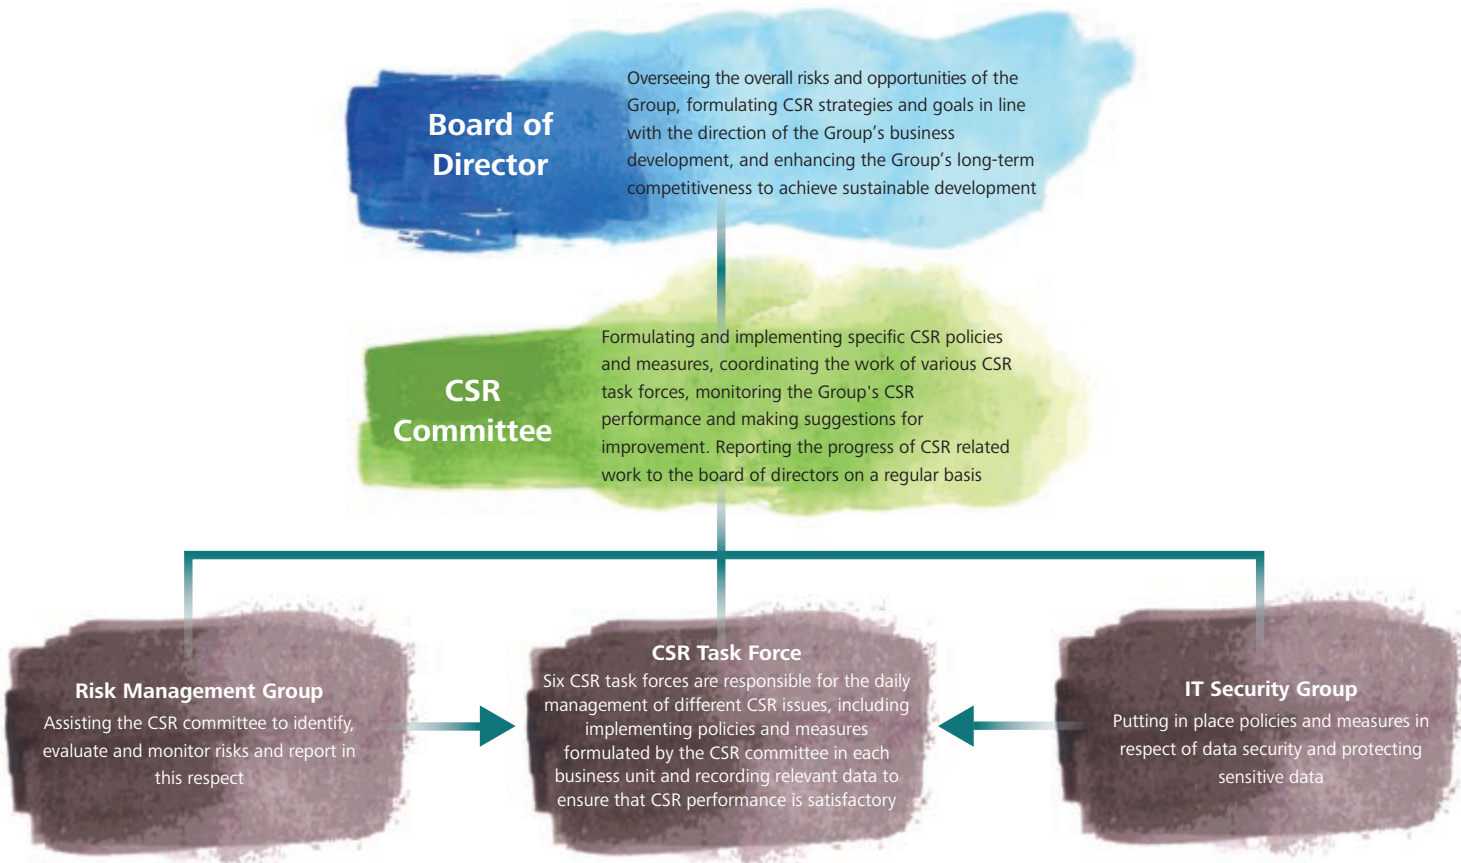 Board of
Director
Overseeing the overall risks and opportunities of the
Group, formulating CSR strategies and goals in line
with the direction of the Group's business
development, and enhancing the Group's long-term
competitiveness to achieve sustainable development
CSR
Committee
Formulating and implementing specific CSR policies
and measures, coordinating the work of various CSR
task forces, monitoring the Group's CSR
performance and making suggestions for
improvement. Reporting the progress of CSR related
work to the board of directors on a regular basis
Risk Management Group
Assisting the CSR committee to identify,
evaluate and monitor risks and report in
this respect
CSR Task Force
Six CSR task forces are responsible for the daily
management of different CSR issues, including
implementing policies and measures
formulated by the CSR committee in each
business unit and recording relevant data to
ensure that CSR performance is satisfactory
IT Security Group
Putting in place policies and measures in
respect of data security and protecting
sensitive data